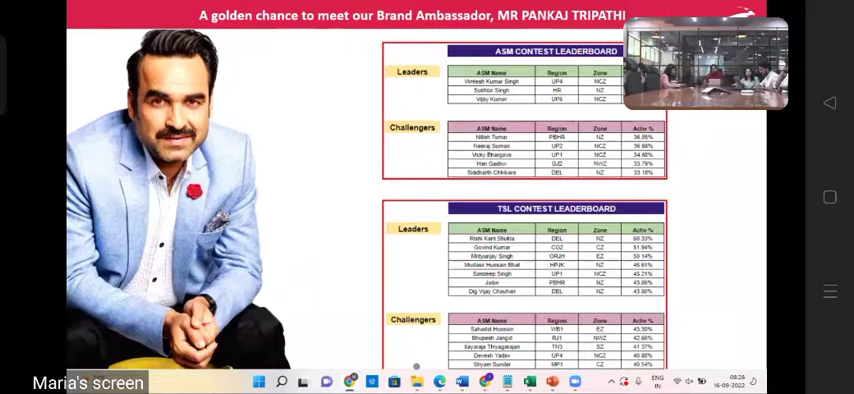 A golden chance to meet our Brand Ambassador, MR PANKAJ TRIPATHI
ASM CONTEST LEADERBOARD
Leaders
ASM Name Region Zone
Vimlesh Kumar Singh UP4 NCZ
Sukhbir Singh HR NZ
Vijay Kumar UP6 NCZ
Challengers
ASM Name Region Zone Achv %
Nitish Tomar PBHR NZ 36.85%
Neeraj Suman UP2 NCZ 36.68%
Vicky Bhargava UP1 NCZ 34.68%
Hari Gadhvi GJ2 NWZ 33.79%
Siddharth Chhikara DEL NZ 33.18%
TSL CONTEST LEADERBOARD
Leaders
ASM Name Region Zone Achv %
Rishi Kant Shukla DEL NZ 60.33%
Govind Kumar CG2 CZ 51.94%
Mrityunjay Singh ORJH EZ 50.14%
Mudasir Hussain Bhat HPJK NZ 45.61%
Sandeep Singh UP1 NCZ 45.21%
Jaibir PBHR NZ 43.86%
Dig Vijay Chauhan DEL NZ 43.60%
Challengers
ASM Name Region Zone Achv %
Sahadat Hossain WB1 EZ 43.30%
Bhupesh Jangid RJ1 NWZ 42.66%
Ilayaraja Thyagarajan TN3 SZ 41.37%
Devesh Yadav UP4 NCZ 40.88%
Shyam Sunder MP1 CZ 40.54%
Maria's screen
ENG
IN
08:26
16-09-2022